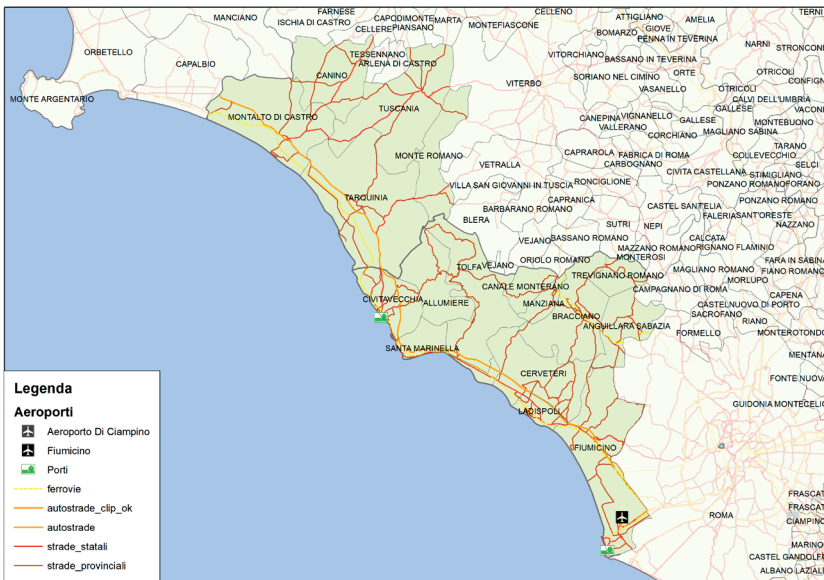 FARNESE
TERNI
MANCIANO
ISCHIA DI CASTRO
CAPODIMONTE
MARTA
CELLENO
ATTIGLIANO
AMELIA
CELLERE
PIANSANO
MONTEFIASCONE
BOMARZO
GIOVE
PENNA IN TEVERINA
ORBETELLO
TESSENNANO
VITORCHIANO
NARNI
STRONCONE
CAPALBIO
ARLENA DI CASTRO
BASSANO IN TEVERINA
CANINO
VITERBO
SORIANO NEL CIMINO
ORTE
OTRICOLI
CONFIGN
VASANELLO
OTRICOLI
MONTE ARGENTARIO
CALVI DELL'UMBRIA
TUSCANIA
GALLESE
VACONE
MONTALTO DI CASTRO
CANEPINA
VIGNANELLO
GALLESE
MONTEBUONO
VALLERANO
CORCHIANO
MAGLIANO SABINA
TARANO
MONTE ROMANO
CAPRAROLA
FABRICA DI ROMA
COLLEVECCHIO
VETRALLA
CARBOGNANO
SELCI
CIVITA CASTELLANA
STIMIGLIANO
VILLA SAN GIOVANNI IN TUSCIA
RONCIGLIONE
PONZANO ROMANO
FORANO
TARQUINIA
CAPRANICA
CASTEL SANT'ELIA
PONZANO ROMANO
BARBARANO ROMANO
FALERIA
SANT'ORESTE
BLERA
SUTRI
NEPI
NAZZANO
VEJANO
BASSANO ROMANO
CALCATA
MAZZANO ROMANO
RIGNANO FLAMINIO
ORIOLO ROMANO
MONTEROSI
FARA IN SABINA
TOLFA
VEJANO
MAGLIANO ROMANO
FIANO ROMANO
TREVIGNANO ROMANO
MORLUPO
CANALE MONTERANO
CAMPAGNANO DI ROMA
CAPENA
CIVITAVECCHIA
ALLUMIERE
MANZIANA
CASTELNUOVO DI PORTO
BRACCIANO
SACROFANO
RIANO
ANGUILLARA SABAZIA
FORMELLO
MONTEROTONDO
SANTA MARINELLA
MENTANA
CERVETERI
FONTE NUOVA
LADISPOLI
GUIDONIA MONTECELIO
FIUMICINO
FRASCATI
FRASCAT
ROMA
CIAMPINO
MARINO
CASTEL GANDOLFO
ALBANO LAZIALE
Legenda
Aeroporti
Aeroporto Di Ciampino
Fiumicino
Porti
ferrovie
autostrade_clip_ok
autostrade
strade_statali
strade_provinciali